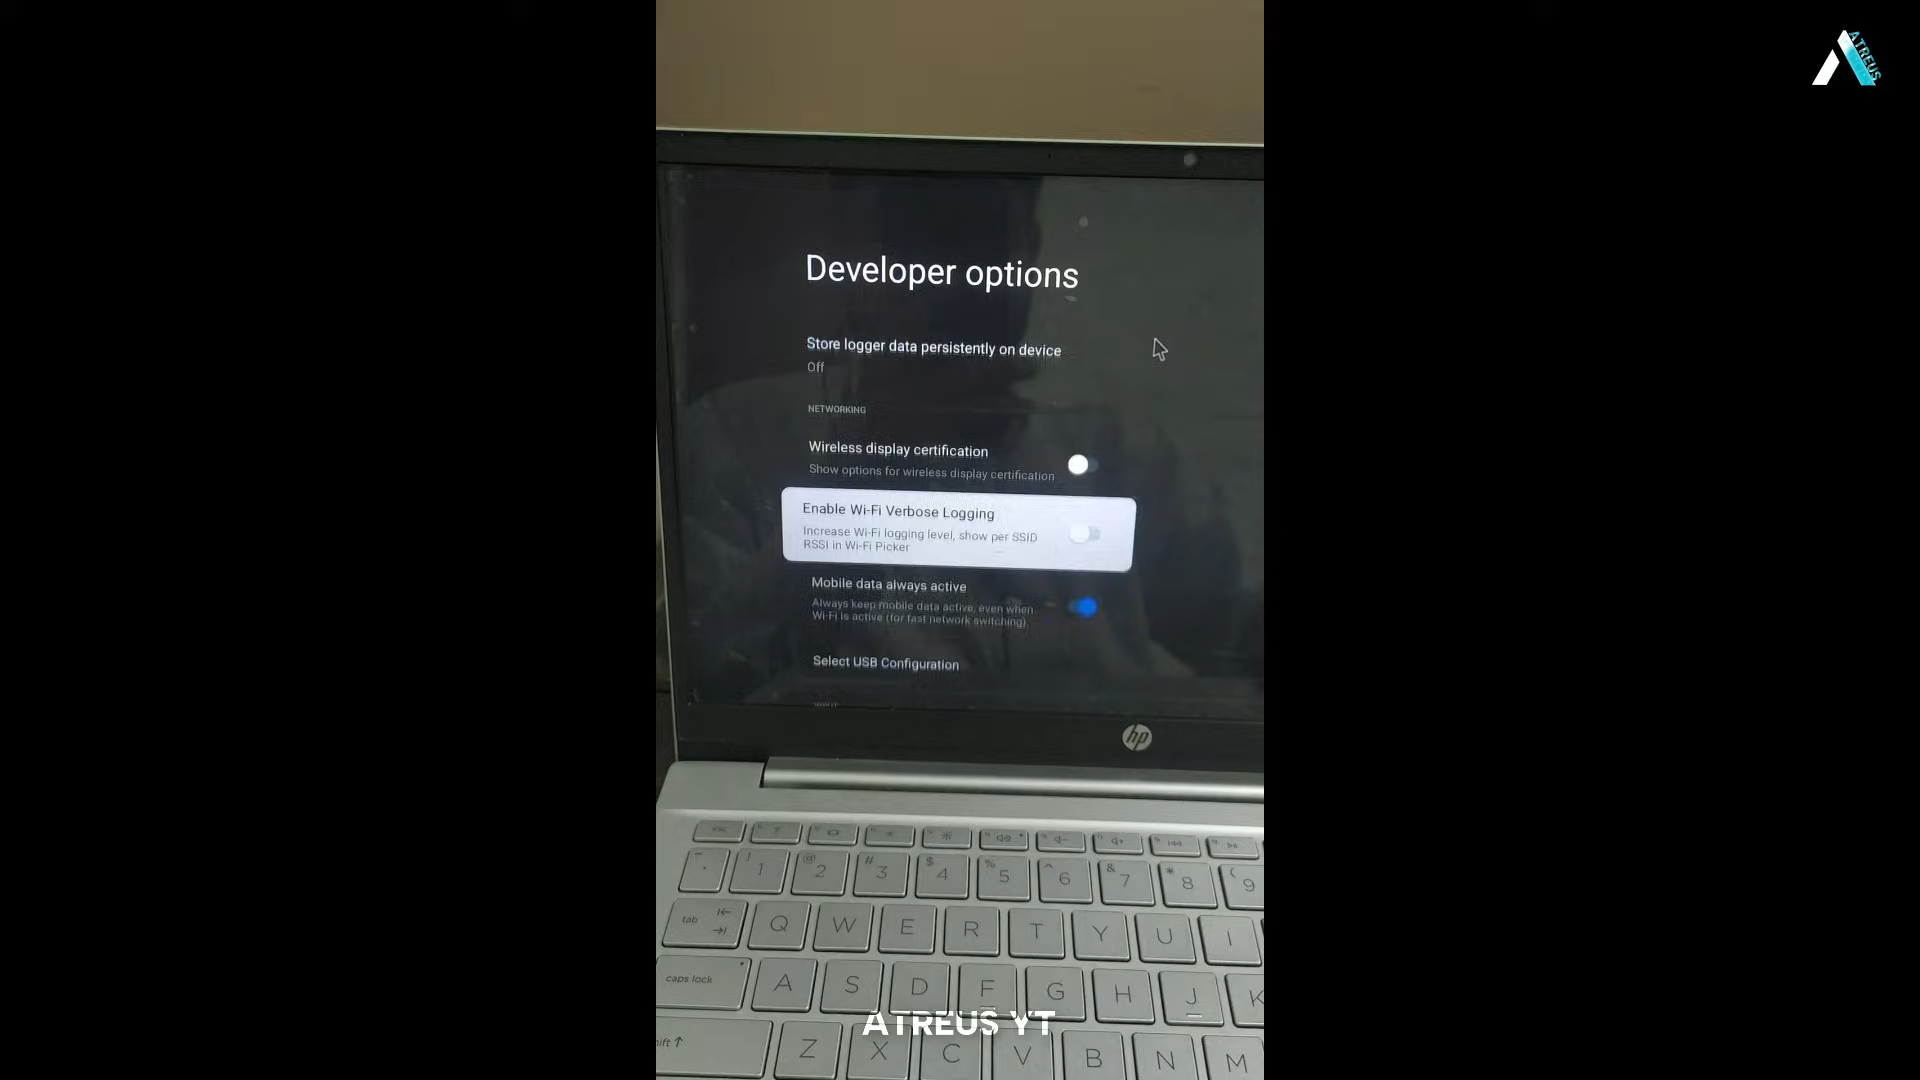 ATREUS
Developer options
Store logger data persistently on device
Off
NETWORKING
Wireless display certification
Show options for wireless display certification
Enable Wi-Fi Verbose Logging
Increase Wi-Fi logging level, show per SSID
RSSI in Wi-Fi Picker
Mobile data always active
Always keep mobile data active, even when
Wi-Fi is active (for fast network switching)
Select USB Configuration
hp
esc
! 1 @ 2 # 3 $ 4 % 5 ^ 6 & 7 * 8 ( 9
tab Q W E R T Y U I
caps lock A S D F G H J K
ATREUS YT
Z X C V B N M